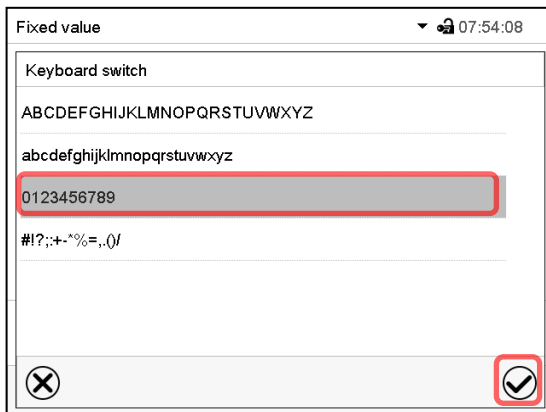 Fixed value 07:54:08
Keyboard switch
ABCDEFGHIJKLMNOPQRSTUVWXYZ
abcdefghijklmnopqrstuvwxyz
0123456789
#!?;:+-*%=,.()/